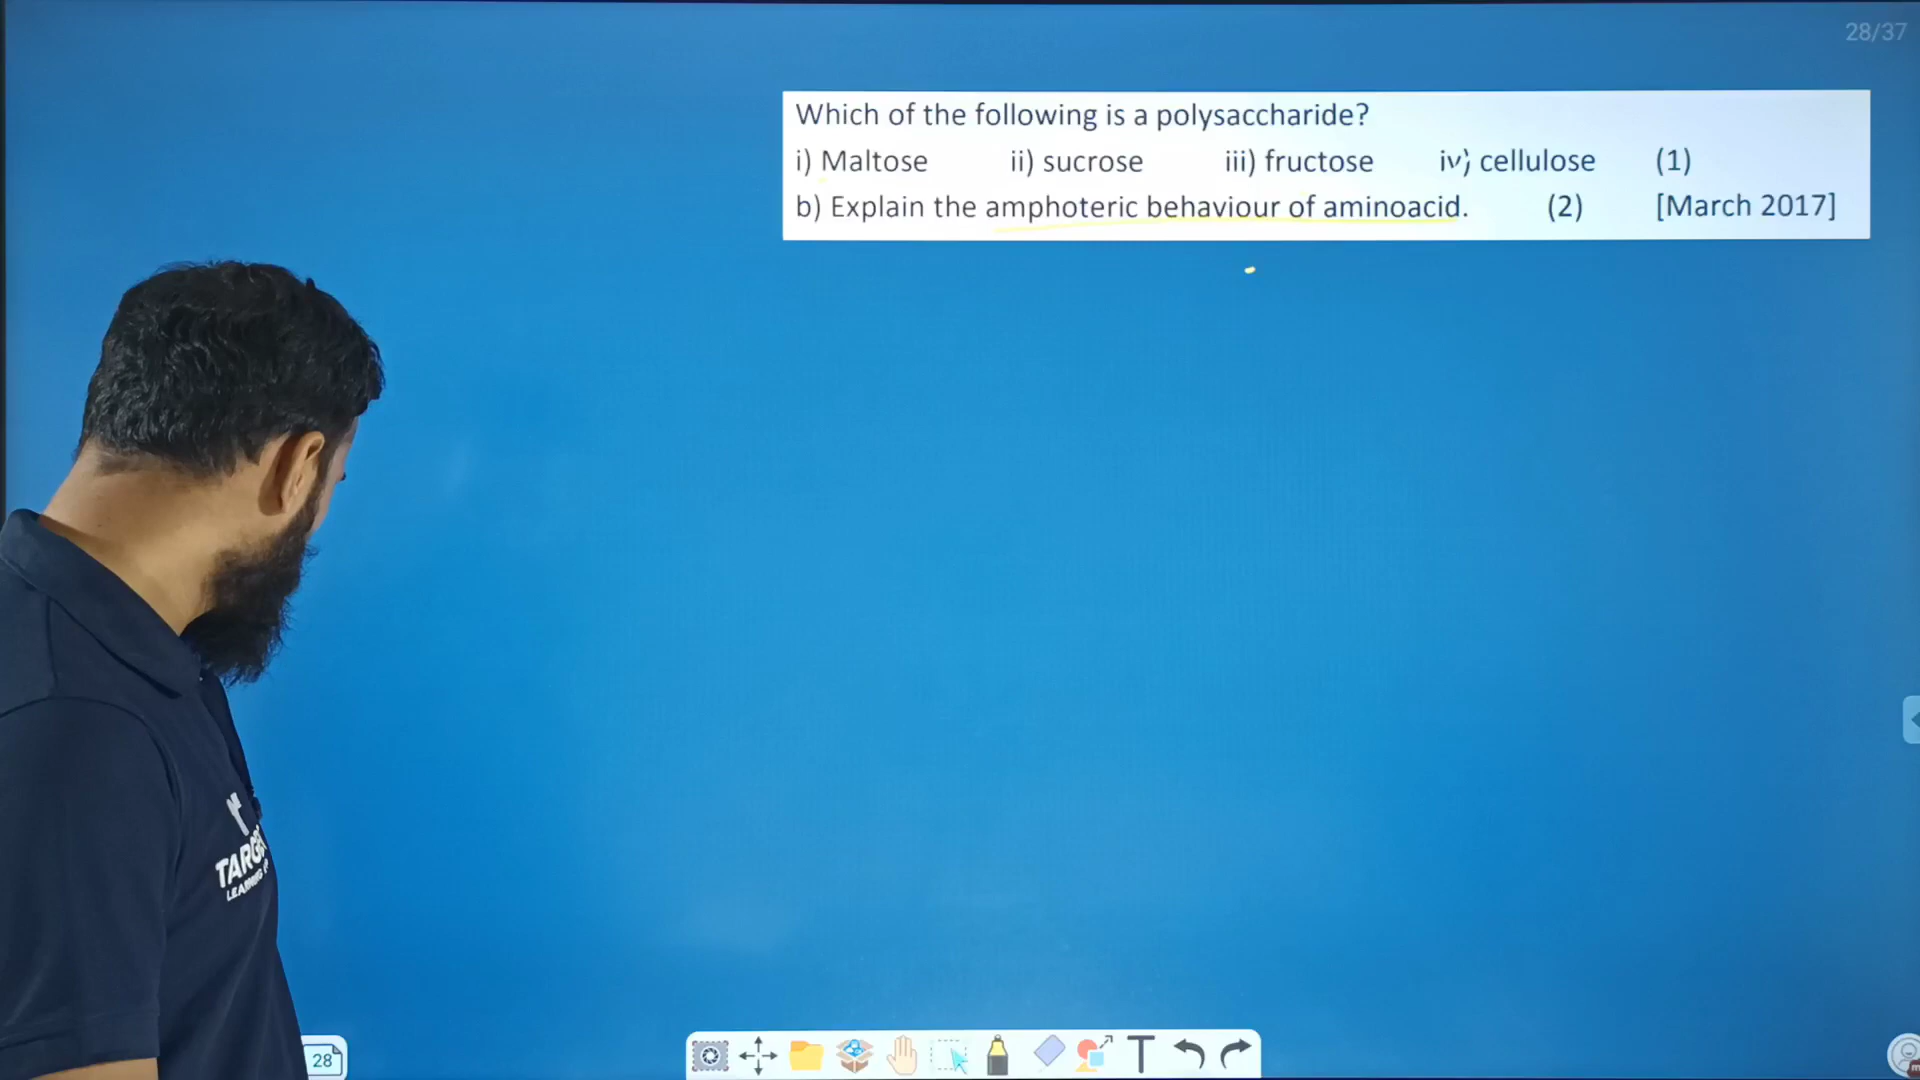 28/37
Which of the following is a polysaccharide?
i) Maltose ii) sucrose iii) fructose iv) cellulose (1)
b) Explain the amphoteric behaviour of aminoacid. (2) [March 2017]
28
T